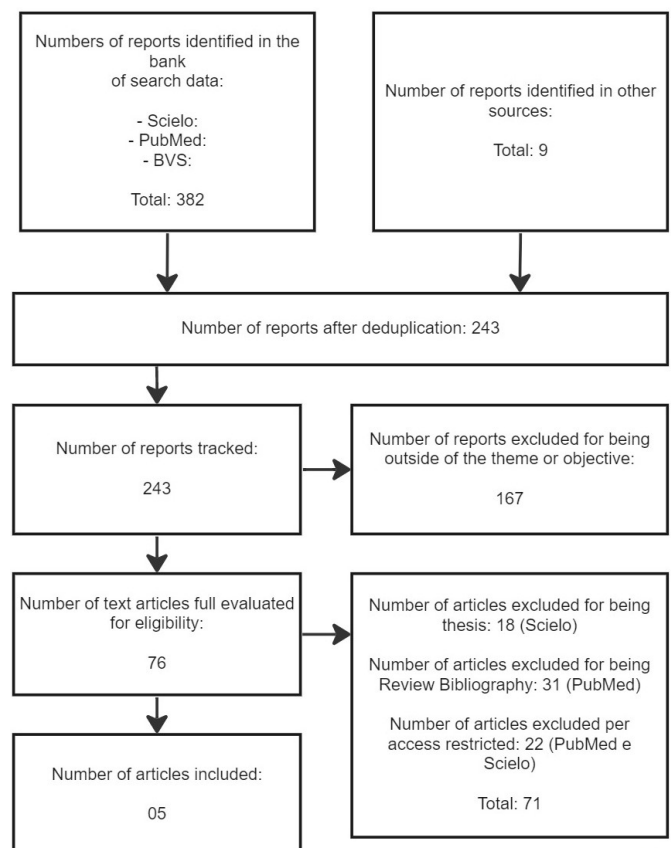 Numbers of reports identified in the
bank
of search data:
- Scielo:
- PubMed:
- BVS:
Total: 382
Number of reports identified in other
sources:
Total: 9
Number of reports after deduplication: 243
Number of reports tracked:
243
Number of reports excluded for being
outside of the theme or objective:
167
Number of text articles full evaluated
for eligibility:
76
Number of articles excluded for being
thesis: 18 (Scielo)
Number of articles excluded for being
Review Bibliography: 31 (PubMed)
Number of articles excluded per
access restricted: 22 (PubMed e
Scielo)
Total: 71
Number of articles included:
05